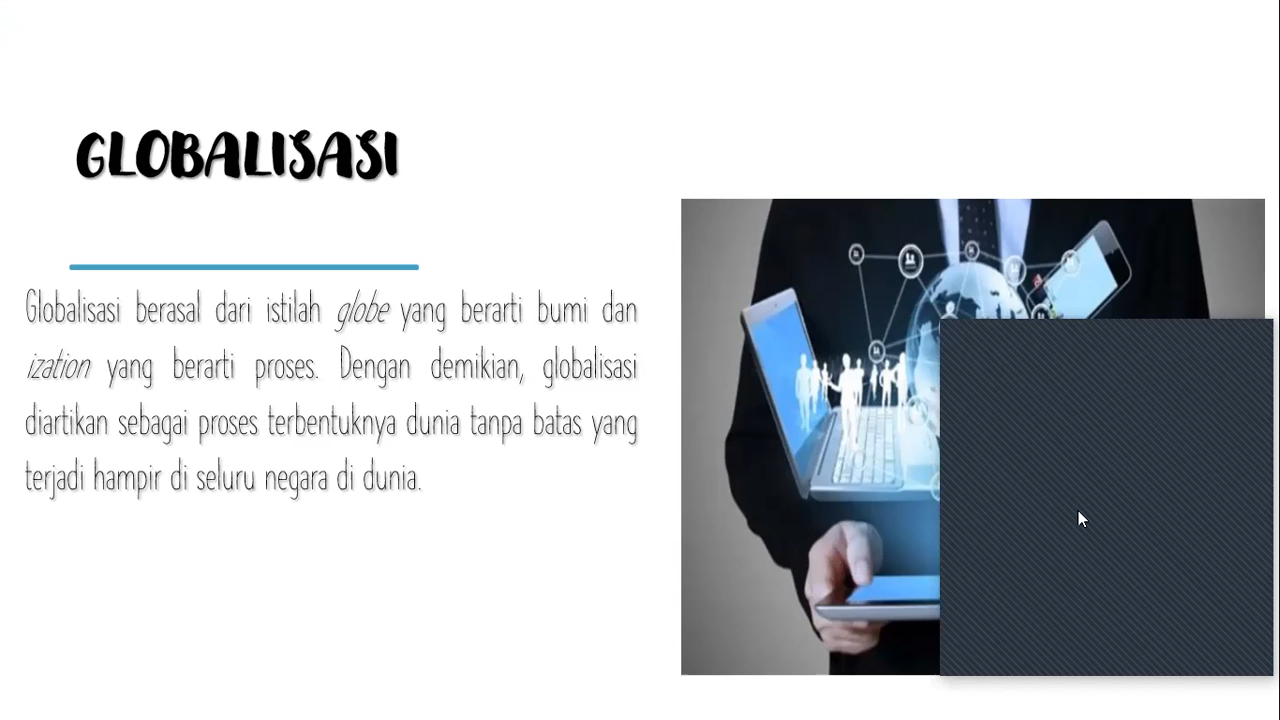 GLOBALISASI
Globalisasi berasal dari istilah globe yang berarti bumi dan
ization yang berarti proses. Dengan demikian, globalisasi
diartikan sebagai proses terbentuknya dunia tanpa batas yang
terjadi hampir di seluru negara di dunia.